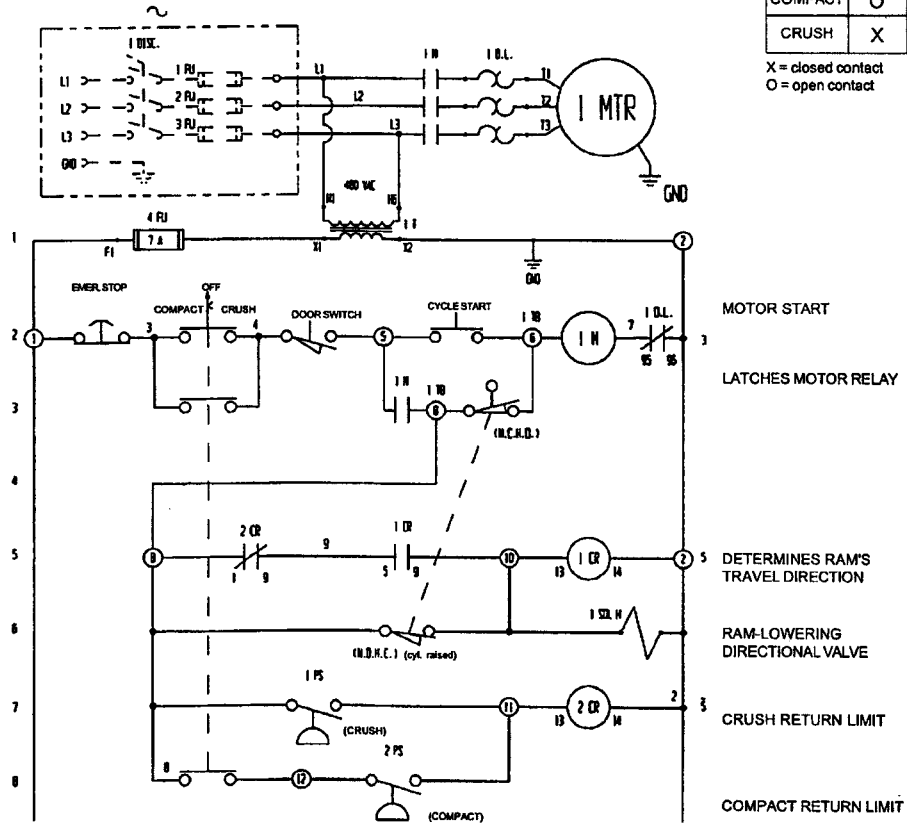 COMPACT O
CRUSH X
X = closed contact
O = open contact
1 DISC.
L1
1 FU
L1
1 M
1 O.L.
T1
L2
2 FU
L2
T2
1 MTR
L3
3 FU
L3
T3
GND
GND
480 VAC
H1
H6
4 FU
1 T
1
F1
7 A
X1
X2
2
GND
EMER. STOP
OFF
COMPACT
CRUSH
DOOR SWITCH
CYCLE START
1 TB
1 O.L.
MOTOR START
2
1
3
4
5
6
1 M
7
95
96
3
LATCHES MOTOR RELAY
3
1 M
1 TB
8
(N.C.H.O.)
4
2 CR
1 CR
5
8
1
9
9
5
9
10
13
1 CR
14
2
5
DETERMINES RAM'S
TRAVEL DIRECTION
6
(N.O.H.C.) (cyl. raised)
1 SOL H
RAM-LOWERING
DIRECTIONAL VALVE
1 PS
2
7
(CRUSH)
11
13
2 CR
14
5
CRUSH RETURN LIMIT
2 PS
8
8
12
(COMPACT)
COMPACT RETURN LIMIT